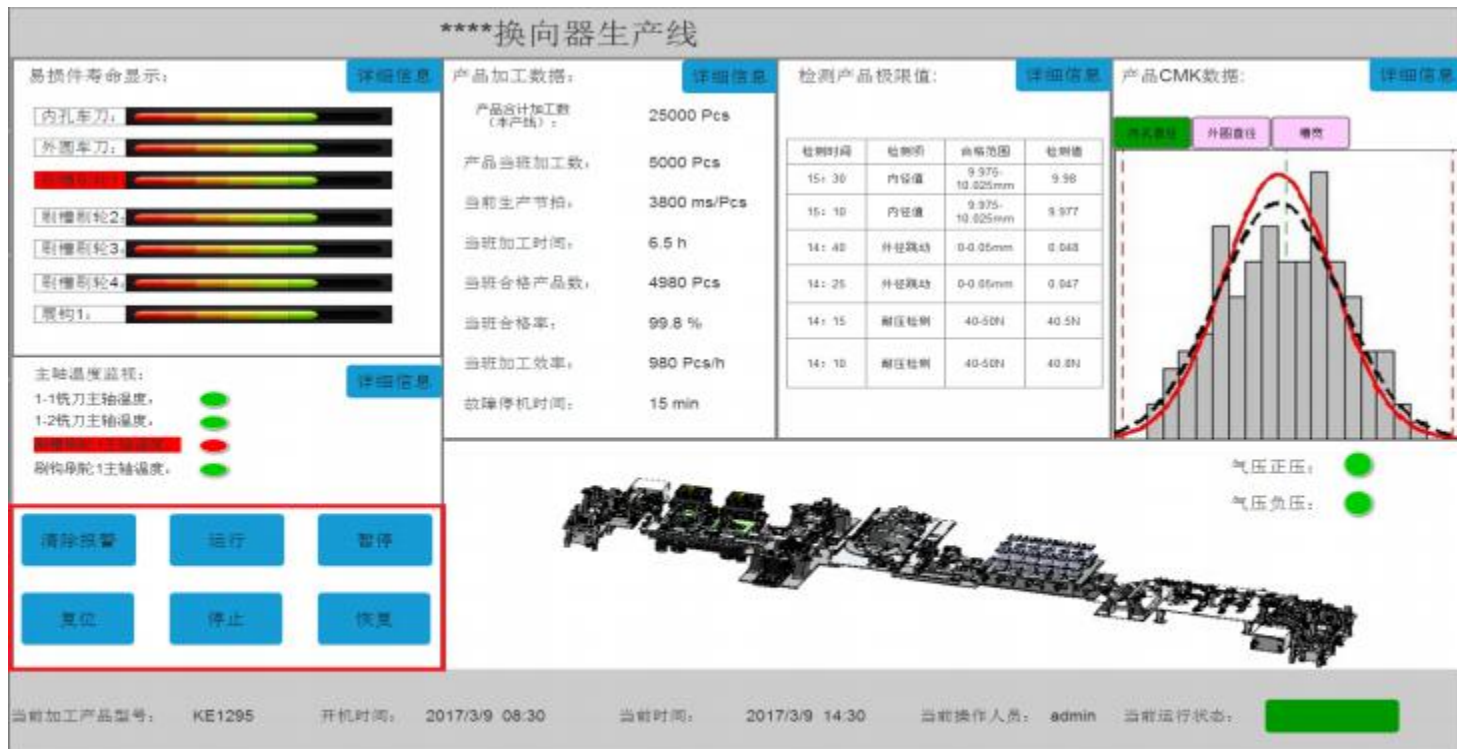 ****换向器生产线
易损件寿命显示：
详细信息
内孔车刀：
外圆车刀：
刷槽刷轮2：
刷槽刷轮3：
刷槽刷轮4：
展钩1：
主轴温度监视：
详细信息
1-1铣刀主轴温度：
1-2铣刀主轴温度：
刷钩刷轮1主轴温度：
清除报警 运行 暂停
复位 停止 恢复
产品加工数据：
详细信息
产品合计加工数
（本产线）： 25000 Pcs
产品当班加工数： 5000 Pcs
当前生产节拍： 3800 ms/Pcs
当班加工时间： 6.5 h
当班合格产品数： 4980 Pcs
当班合格率： 99.8 %
当班加工效率： 980 Pcs/h
故障停机时间： 15 min
检测产品极限值：
详细信息
检测时间 检测项 合格范围 检测值
15：30 内径值 9.975-10.025mm 9.98
15：10 内径值 9.975-10.025mm 9.977
14：40 外径跳动 0-0.05mm 0.048
14：25 外径跳动 0-0.05mm 0.047
14：15 耐压检测 40-50N 40.5N
14：10 耐压检测 40-50N 40.8N
产品CMK数据：
详细信息
内孔直径 外圆直径 槽宽
气压正压：
气压负压：
当前加工产品型号： KE1295 开机时间： 2017/3/9 08:30 当前时间： 2017/3/9 14:30 当前操作人员： admin 当前运行状态：